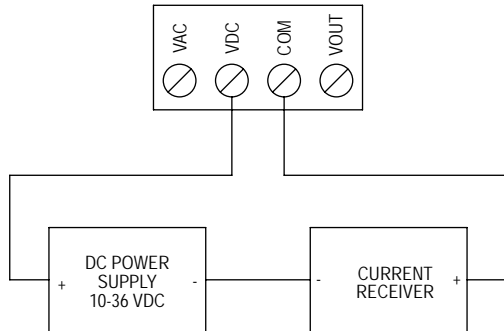 VAC
VDC
COM
VOUT
DC POWER
SUPPLY
10-36 VDC
+
-
CURRENT
RECEIVER
-
+